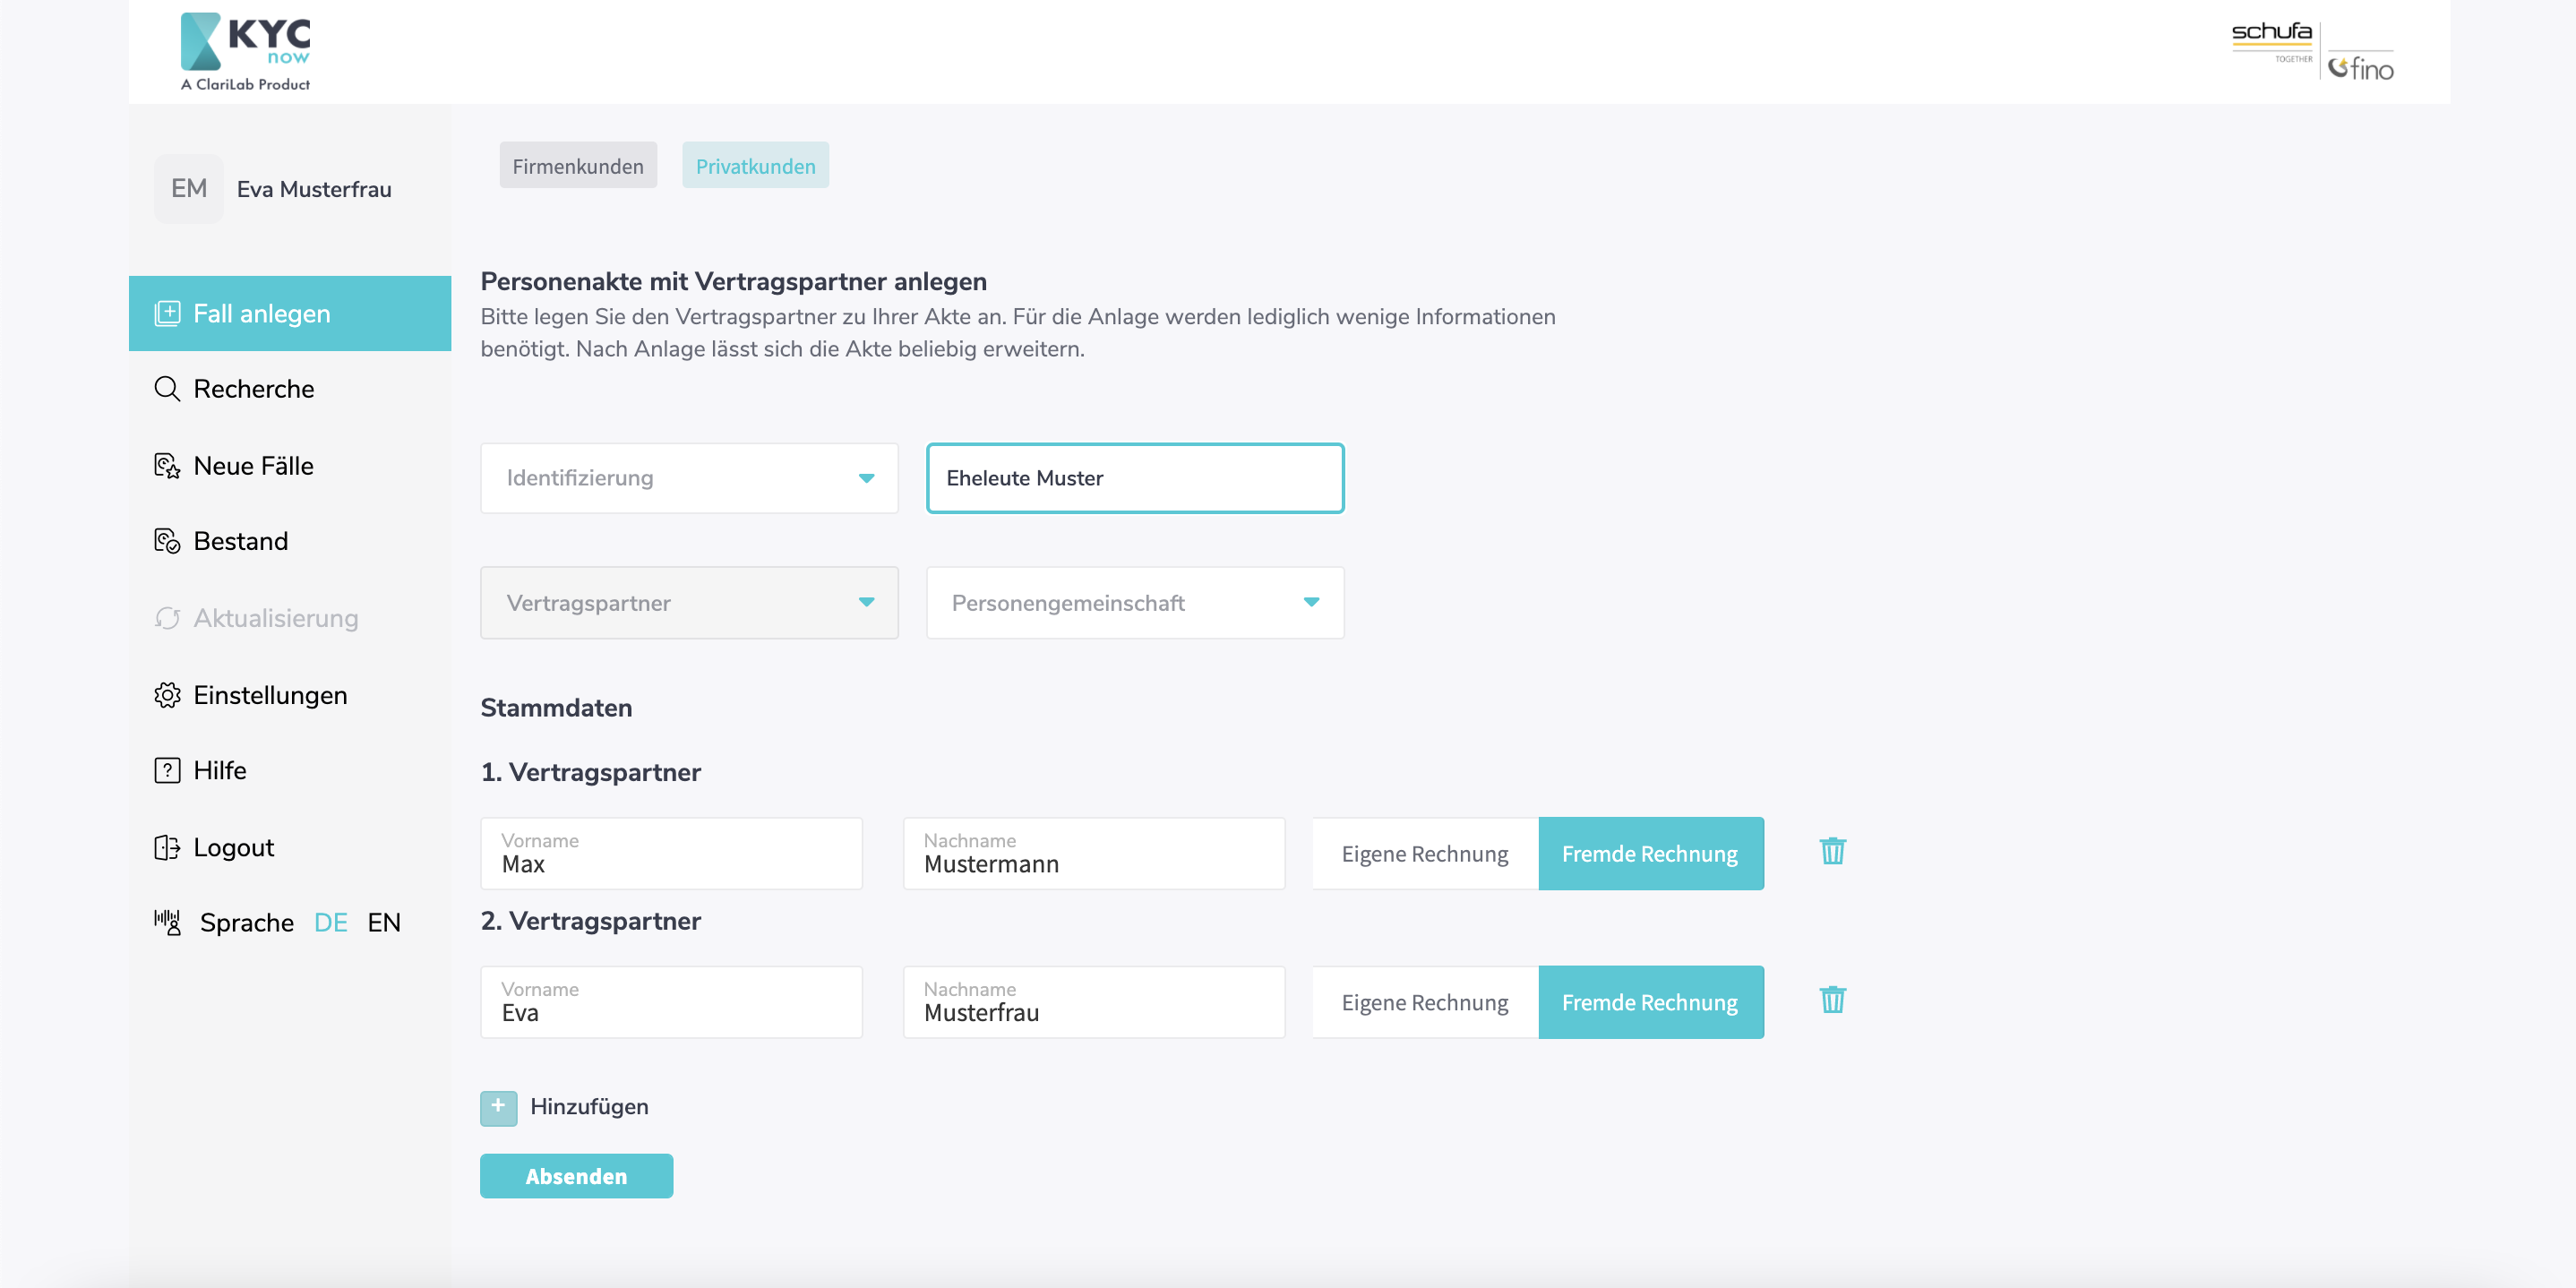 KYC
now
A ClariLab Product
schufa
TOGETHER
fino
EM Eva Musterfrau
Fall anlegen
Recherche
Neue Fälle
Bestand
Aktualisierung
Einstellungen
Hilfe
Logout
Sprache DE EN
Firmenkunden Privatkunden
Personenakte mit Vertragspartner anlegen
Bitte legen Sie den Vertragspartner zu Ihrer Akte an. Für die Anlage werden lediglich wenige Informationen
benötigt. Nach Anlage lässt sich die Akte beliebig erweitern.
Identifizierung Eheleute Muster
Vertragspartner Personengemeinschaft
Stammdaten
1. Vertragspartner
Vorname Nachname
Max Mustermann Eigene Rechnung Fremde Rechnung
2. Vertragspartner
Vorname Nachname
Eva Musterfrau Eigene Rechnung Fremde Rechnung
+ Hinzufügen
Absenden